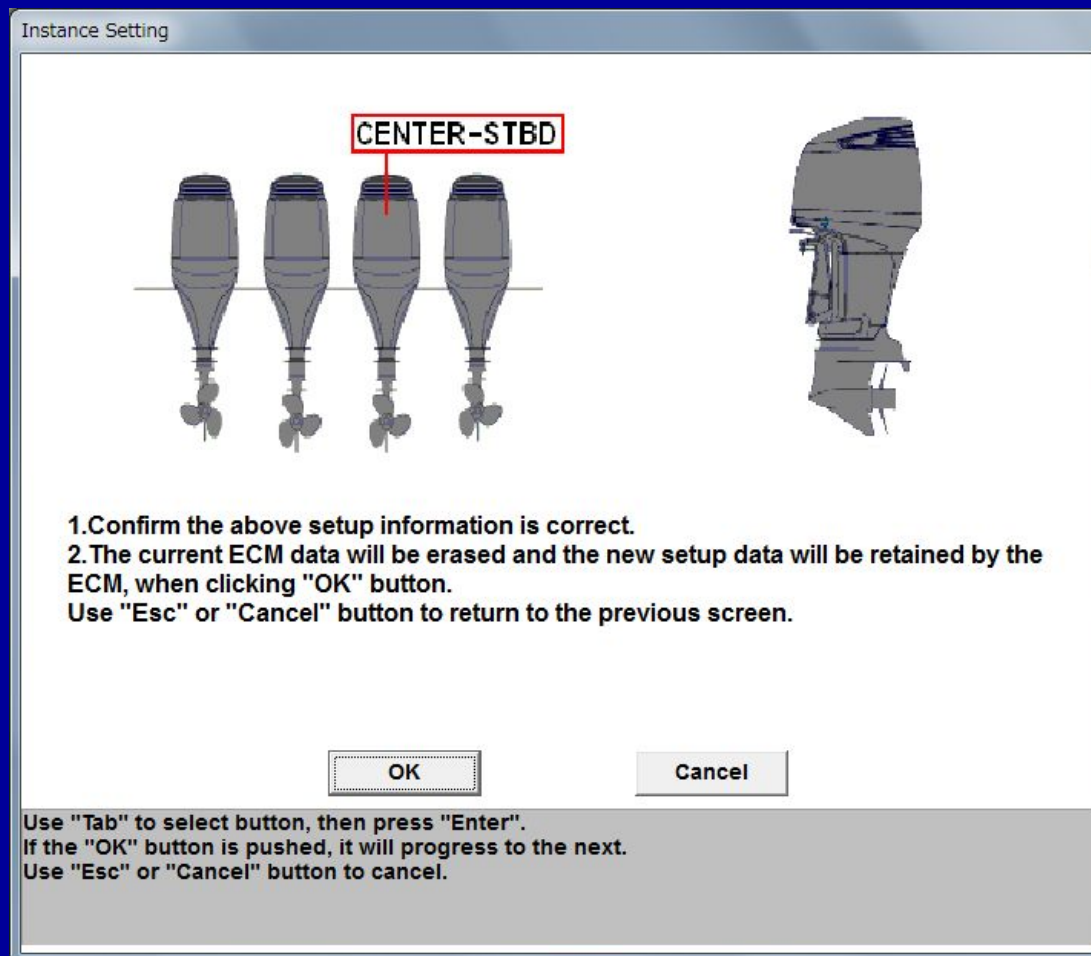 Instance Setting
CENTER-STBD
1.Confirm the above setup information is correct.
2.The current ECM data will be erased and the new setup data will be retained by the
ECM, when clicking "OK" button.
Use "Esc" or "Cancel" button to return to the previous screen.
OK
Cancel
Use "Tab" to select button, then press "Enter".
If the "OK" button is pushed, it will progress to the next.
Use "Esc" or "Cancel" button to cancel.